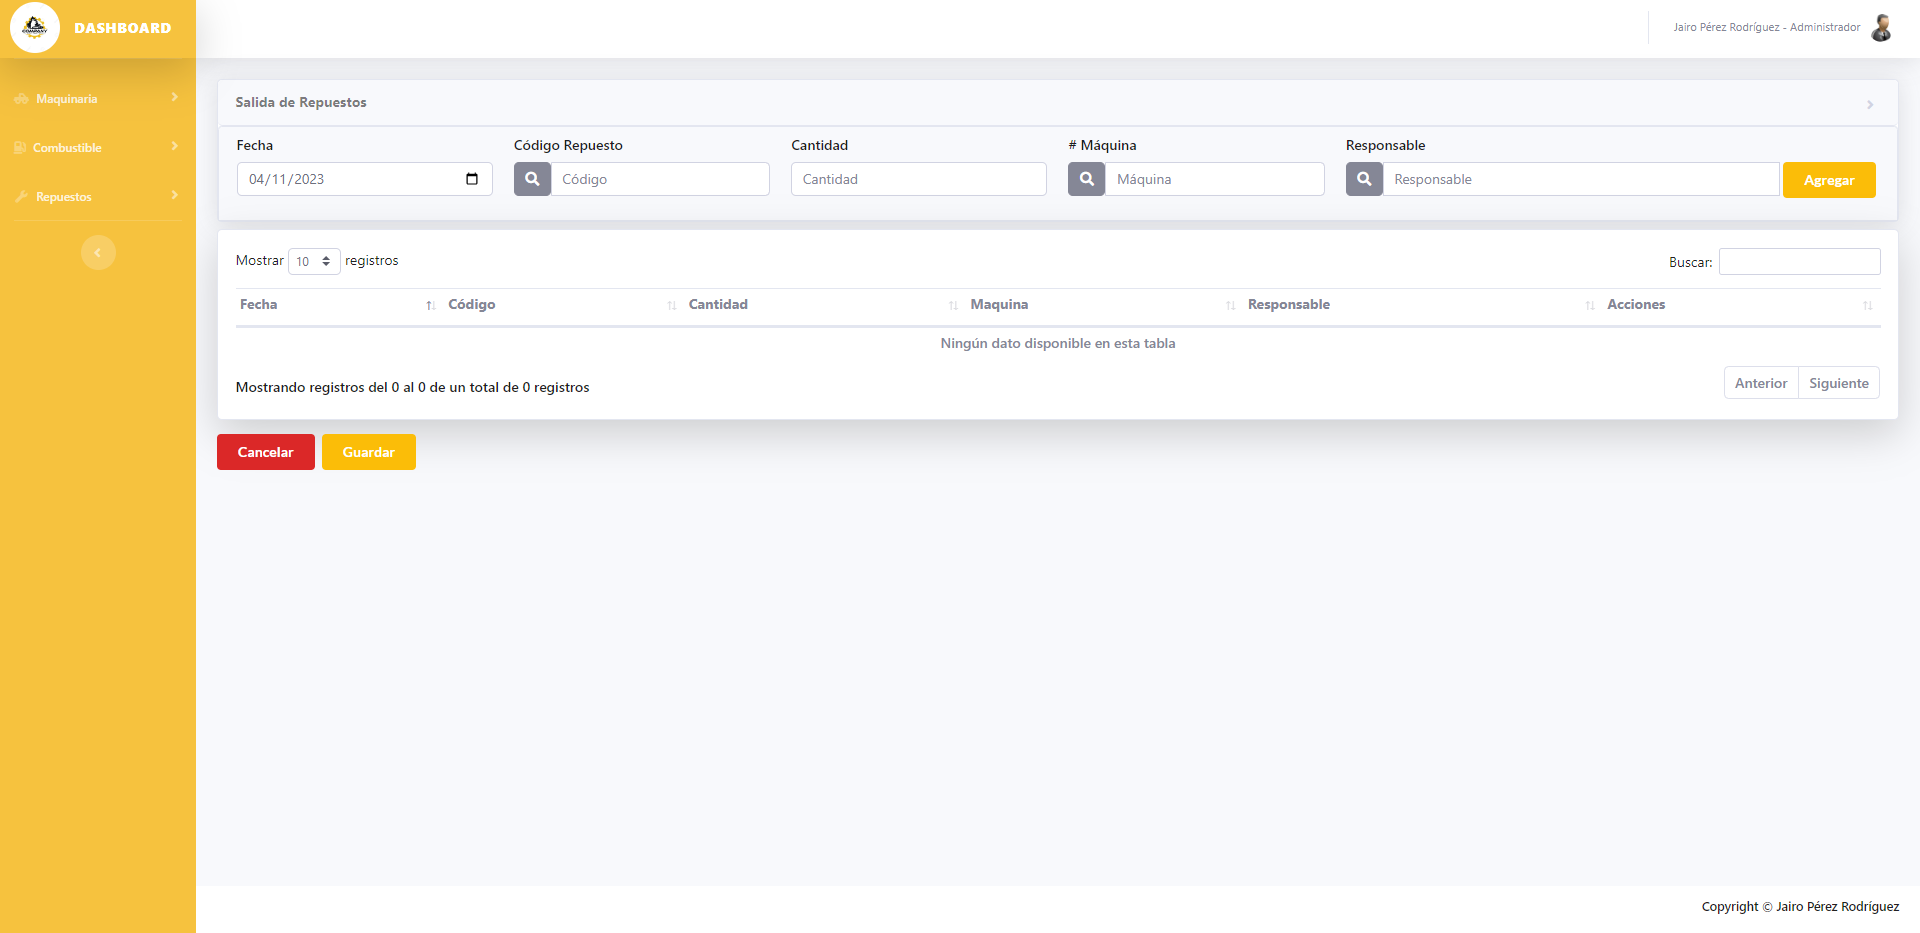 COMPANY
DASHBOARD
Jairo Pérez Rodríguez - Administrador
Maquinaria
Combustible
Repuestos
Salida de Repuestos
Fecha Código Repuesto Cantidad # Máquina Responsable
04/11/2023 Código Cantidad Máquina Responsable Agregar
Mostrar 10 registros Buscar:
Fecha Código Cantidad Maquina Responsable Acciones
Ningún dato disponible en esta tabla
Mostrando registros del 0 al 0 de un total de 0 registros Anterior Siguiente
Cancelar Guardar
Copyright © Jairo Pérez Rodríguez